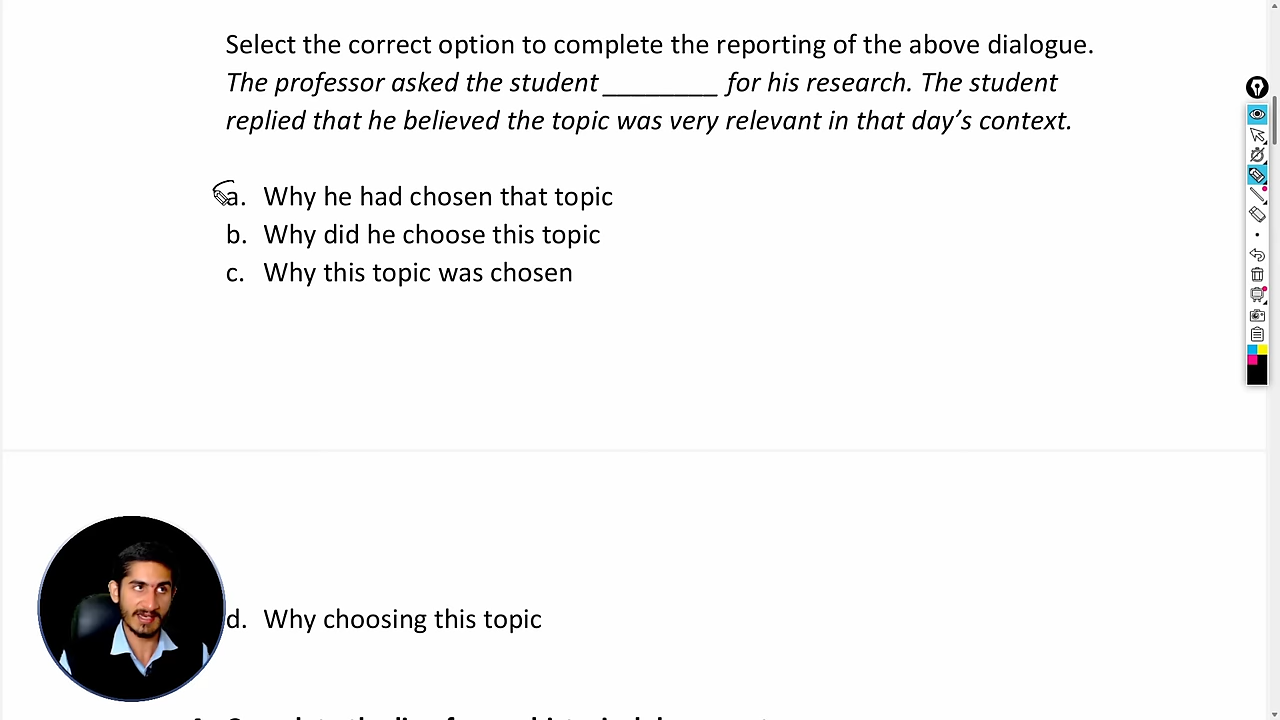 Select the correct option to complete the reporting of the above dialogue.
The professor asked the student ________ for his research. The student
replied that he believed the topic was very relevant in that day’s context.
a. Why he had chosen that topic
b. Why did he choose this topic
c. Why this topic was chosen
d. Why choosing this topic